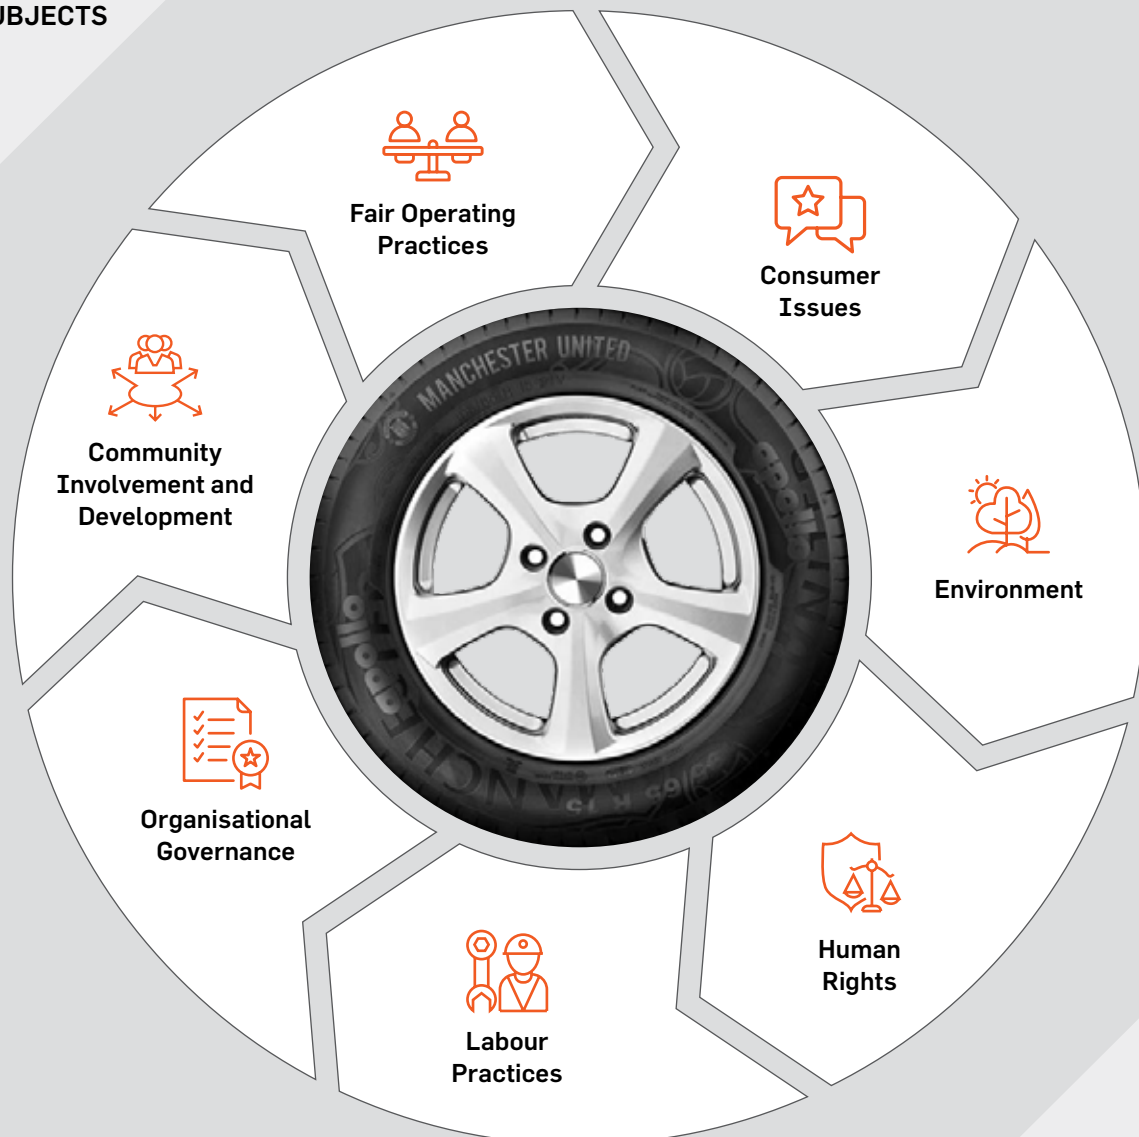 UBJECTS
Fair Operating
Practices
Consumer
Issues
Community
Involvement and
Development
Environment
Organisational
Governance
Human
Rights
Labour
Practices
MANCHESTER UNITED
apollo
apollo